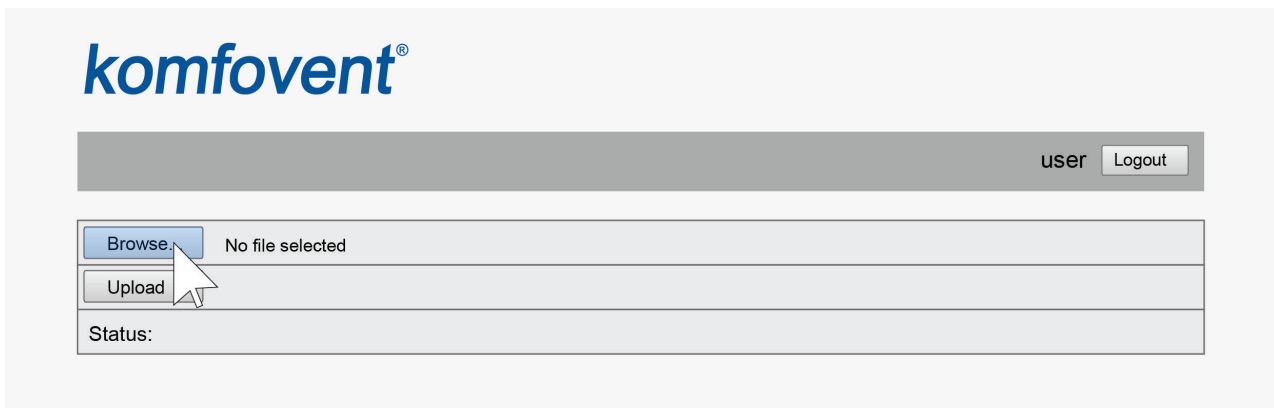 komfovent®
user Logout
Browse... No file selected
Upload
Status: